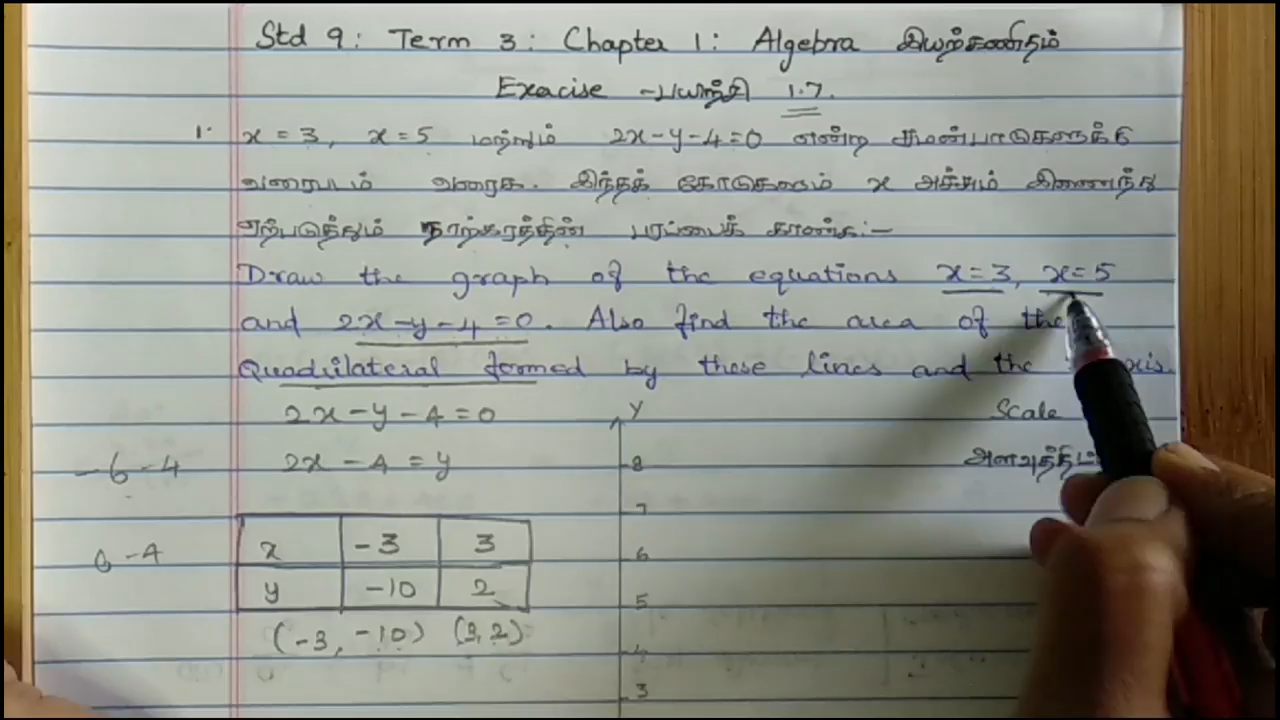 Std 9: Term 3: Chapter 1: Algebra இயற்கணிதம்
Exacise - பயிற்சி 1.7.
1. x = 3, x = 5 மற்றும் 2x-y-4=0 என்ற சமன்பாடுகளுக்கு
வரைபடம் வரைக. இந்தக் கோடுகளும் x அச்சும் இணைந்து
ஏற்படுத்தும் நாற்கரத்தின் பரப்பைக் காண்க:-
Draw the graph of the equations x=3, x=5
and 2x-y-4=0. Also find the area of the
Quadrilateral formed by these lines and the
2x-y-4=0 Y Scale
-6-4 2x-4=y 8
7
6-4 x -3 3 6
y -10 2 5
(-3, -10) (3,2) 4
3